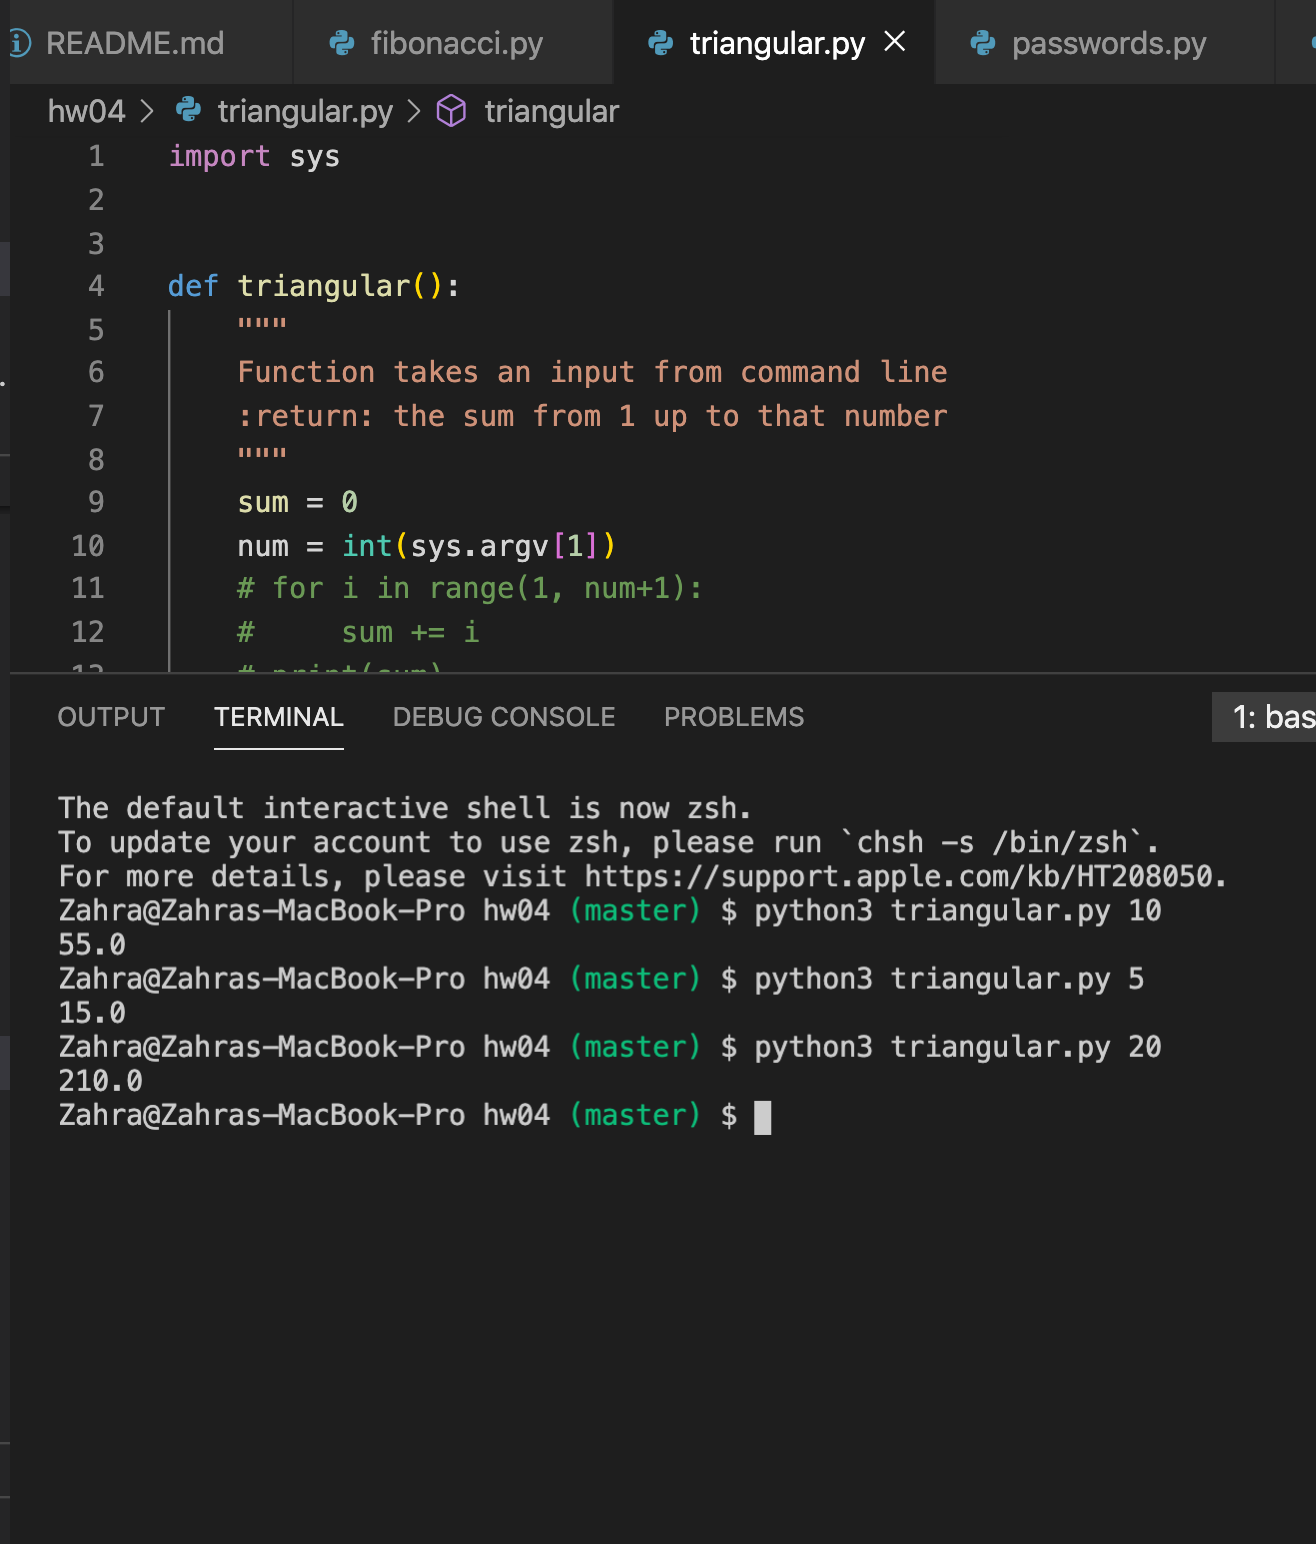 README.md fibonacci.py triangular.py passwords.py
hw04 > triangular.py > triangular
1 import sys
2
3
4 def triangular():
5 """
6 Function takes an input from command line
7 :return: the sum from 1 up to that number
8 """
9 sum = 0
10 num = int(sys.argv[1])
11 # for i in range(1, num+1):
12 #     sum += i
13 # print(sum)
OUTPUT TERMINAL DEBUG CONSOLE PROBLEMS 1: bas
The default interactive shell is now zsh.
To update your account to use zsh, please run `chsh -s /bin/zsh`.
For more details, please visit https://support.apple.com/kb/HT208050.
Zahra@Zahras-MacBook-Pro hw04 (master) $ python3 triangular.py 10
55.0
Zahra@Zahras-MacBook-Pro hw04 (master) $ python3 triangular.py 5
15.0
Zahra@Zahras-MacBook-Pro hw04 (master) $ python3 triangular.py 20
210.0
Zahra@Zahras-MacBook-Pro hw04 (master) $